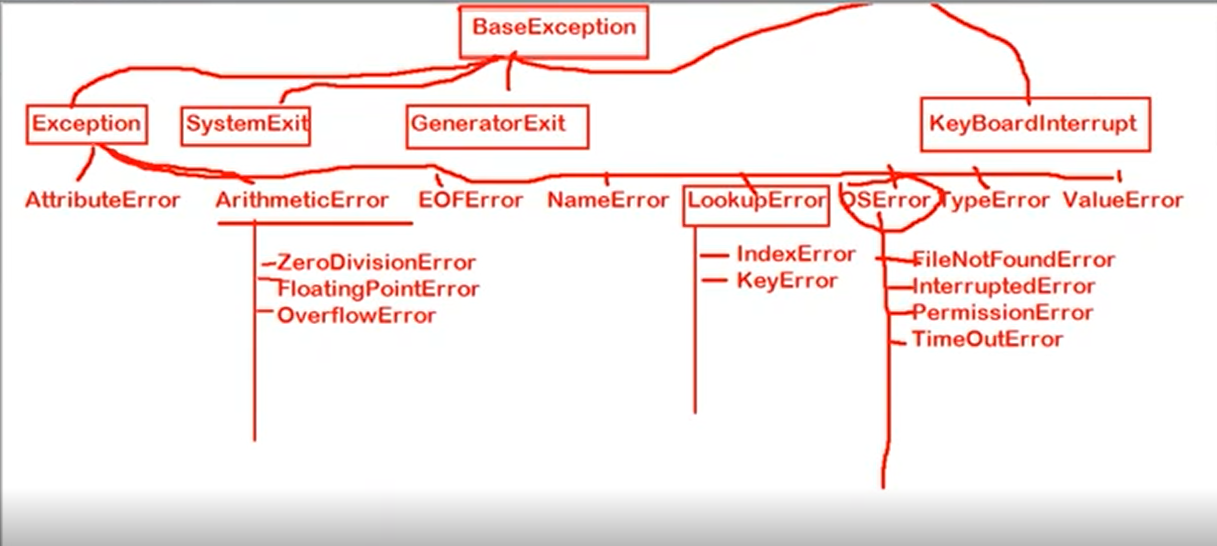 BaseException
Exception SystemExit GeneratorExit KeyBoardInterrupt
AttributeError ArithmeticError EOFError NameError LookupError OSError TypeError ValueError
IndexError
KeyError
ZeroDivisionError
FloatingPointError
OverflowError
FileNotFoundError
InterruptedError
PermissionError
TimeOutError